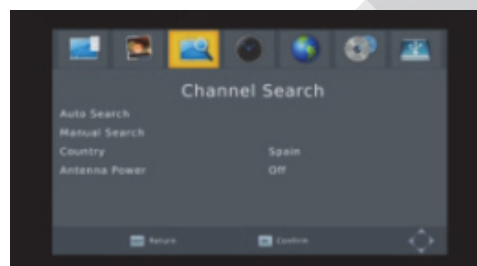 Channel Search
Auto Search
Manual Search
Country Spain
Antenna Power Off
Return Confirm